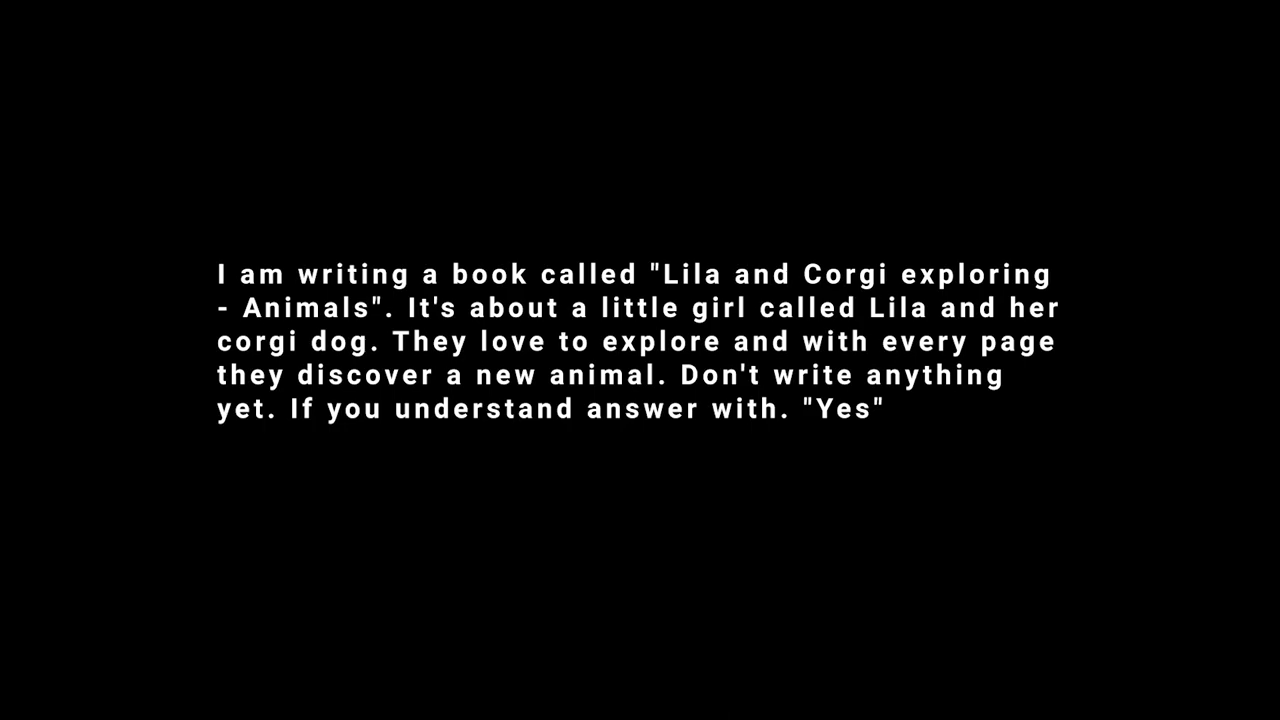 I am writing a book called "Lila and Corgi exploring
- Animals". It's about a little girl called Lila and her
corgi dog. They love to explore and with every page
they discover a new animal. Don't write anything
yet. If you understand answer with. "Yes"